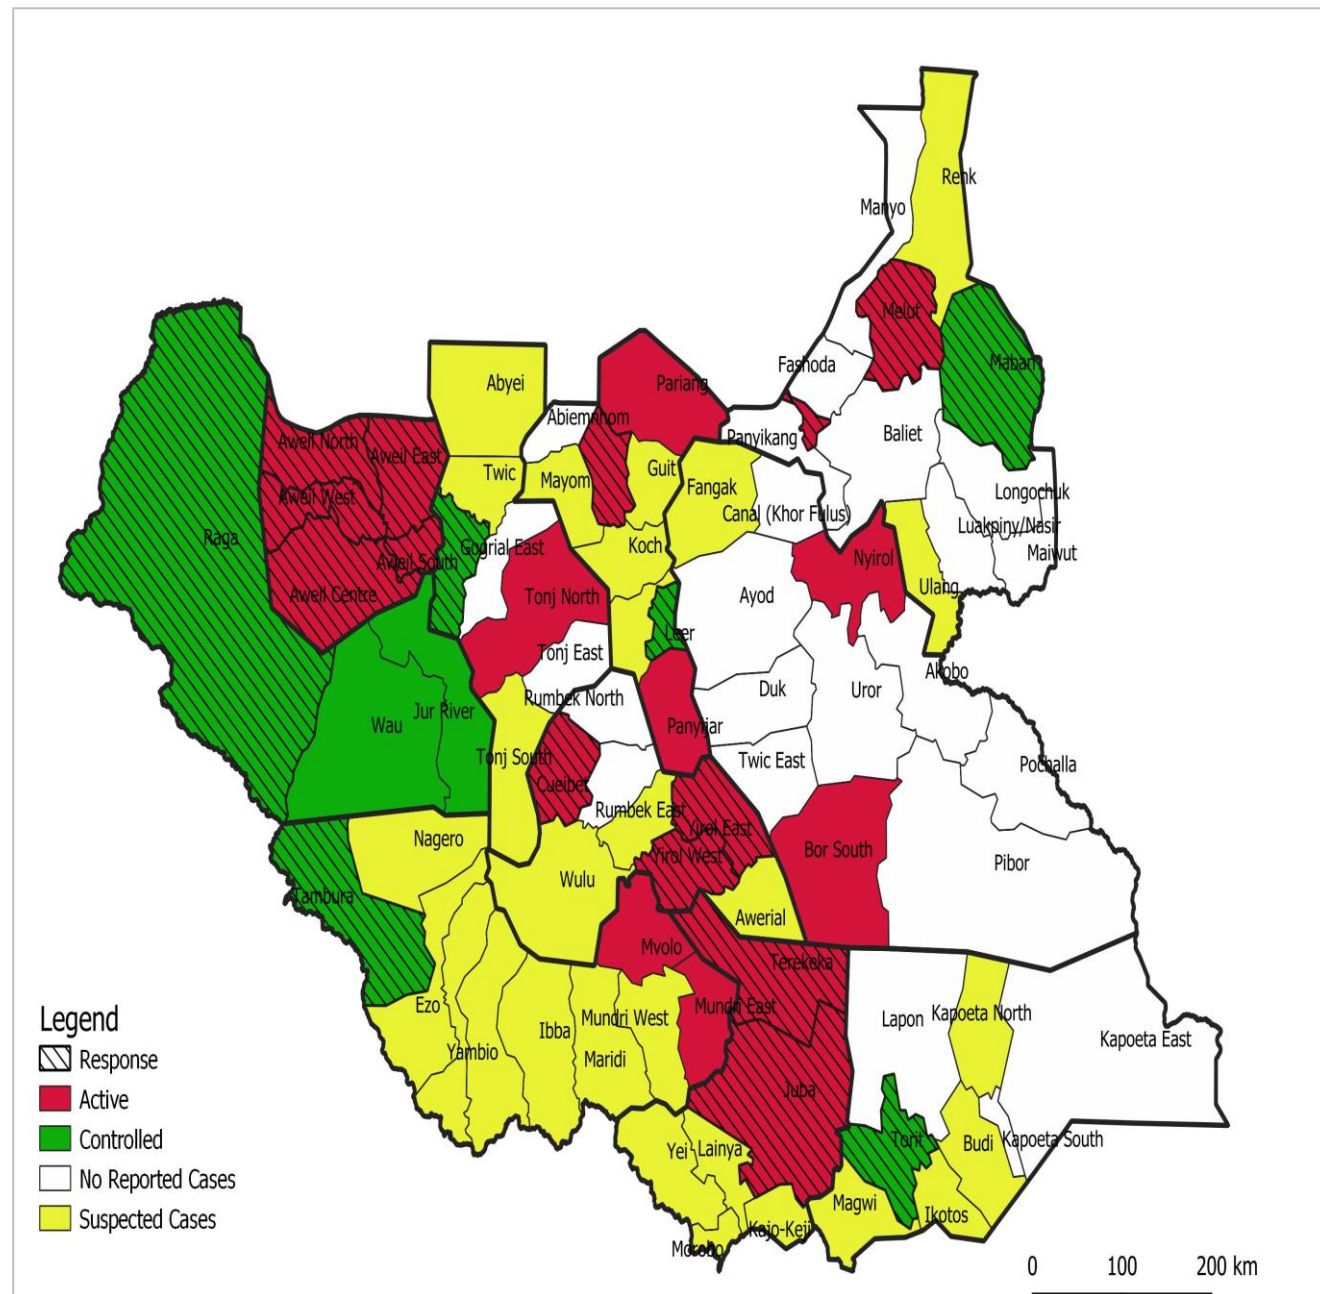 Renk
Manyo
Melut
Fashoda
Maban
Abyei
Pariang
Abiemnhom
Panyikang
Baliet
Aweil North
Aweil East
Twic
Mayom
Guit
Fangak
Longochuk
Aweil West
Canal (Khor Fulus)
Luakpiny/Nasir
Raga
Gogrial East
Koch
Maiwut
Aweil South
Nyirol
Aweil Centre
Tonj North
Ayod
Ulang
Leer
Tonj East
Akobo
Rumbek North
Duk
Uror
Jur River
Wau
Panyijar
Tonj South
Twic East
Pochalla
Cueibet
Rumbek East
Yirol East
Nagero
Yirol West
Bor South
Pibor
Wulu
Tambura
Awerial
Mvolo
Terekeka
Ezo
Mundri East
Legend
Mundri West
Lapon
Kapoeta North
Ibba
Kapoeta East
Response
Yambio
Maridi
Active
Juba
Controlled
Yei
Lainya
Torit
Budi
Kapoeta South
No Reported Cases
Magwi
Suspected Cases
Kajo-Keji
Ikotos
Morobo
0 100 200 km